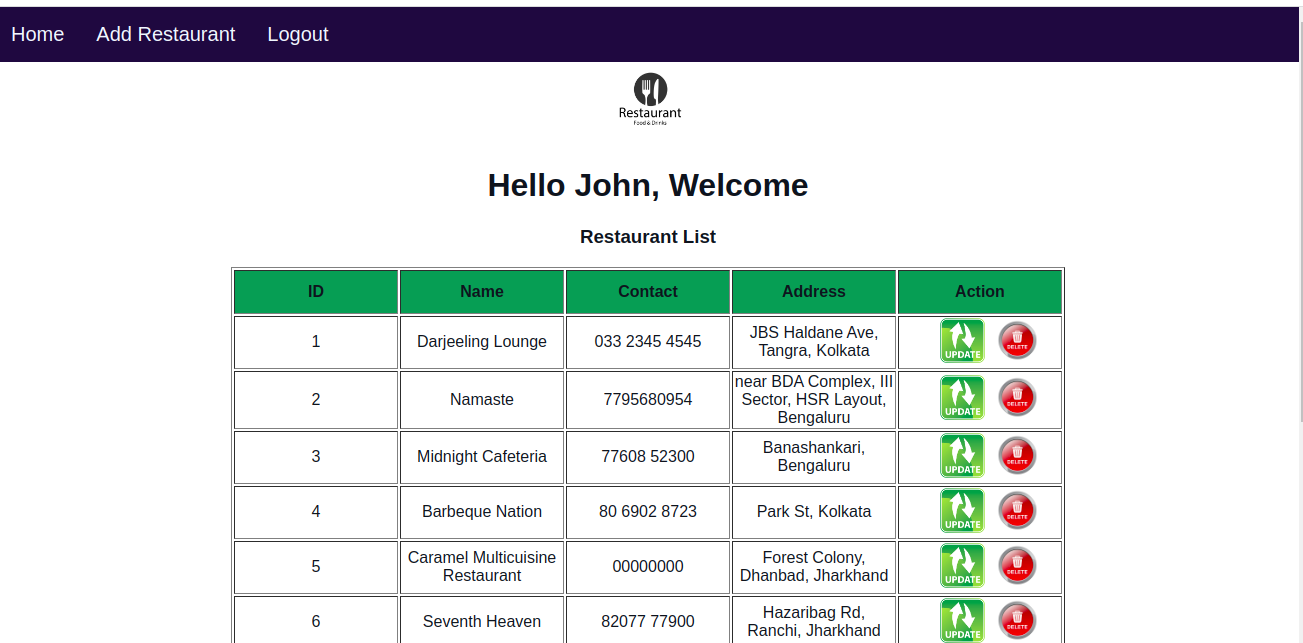 Home Add Restaurant Logout
Restaurant
Food & Drinks
Hello John, Welcome
Restaurant List
ID Name Contact Address Action
1 Darjeeling Lounge 033 2345 4545 JBS Haldane Ave,
Tangra, Kolkata
UPDATE DELETE
2 Namaste 7795680954 near BDA Complex, III
Sector, HSR Layout,
Bengaluru
UPDATE DELETE
3 Midnight Cafeteria 77608 52300 Banashankari,
Bengaluru
UPDATE DELETE
4 Barbeque Nation 80 6902 8723 Park St, Kolkata
UPDATE DELETE
5 Caramel Multicuisine
Restaurant 00000000 Forest Colony,
Dhanbad, Jharkhand
UPDATE DELETE
6 Seventh Heaven 82077 77900 Hazaribag Rd,
Ranchi, Jharkhand
UPDATE DELETE